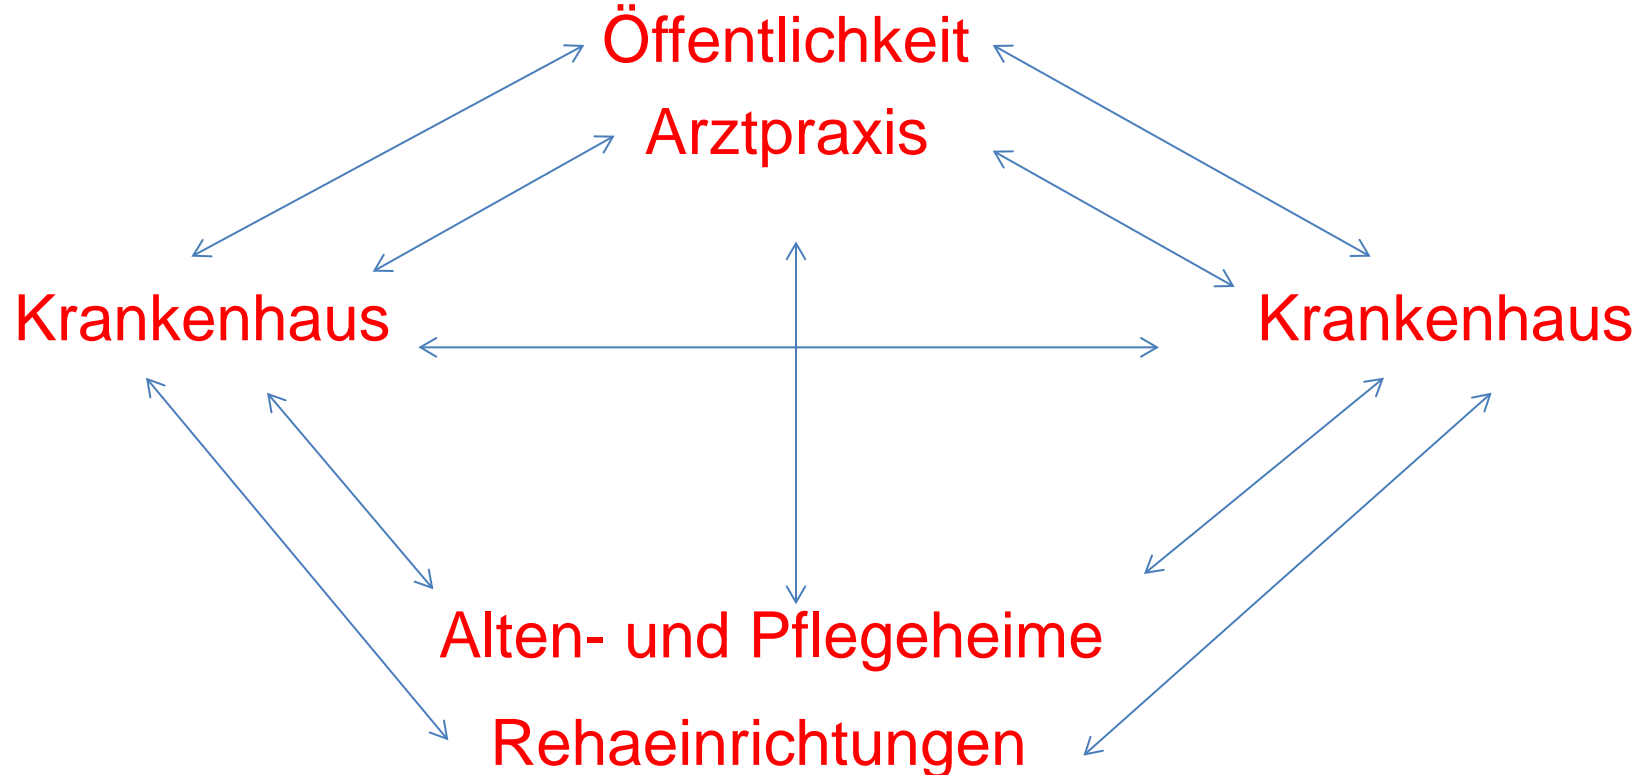 Öffentlichkeit
Arztpraxis
Krankenhaus
Krankenhaus
Alten- und Pflegeheime
Rehaeinrichtungen